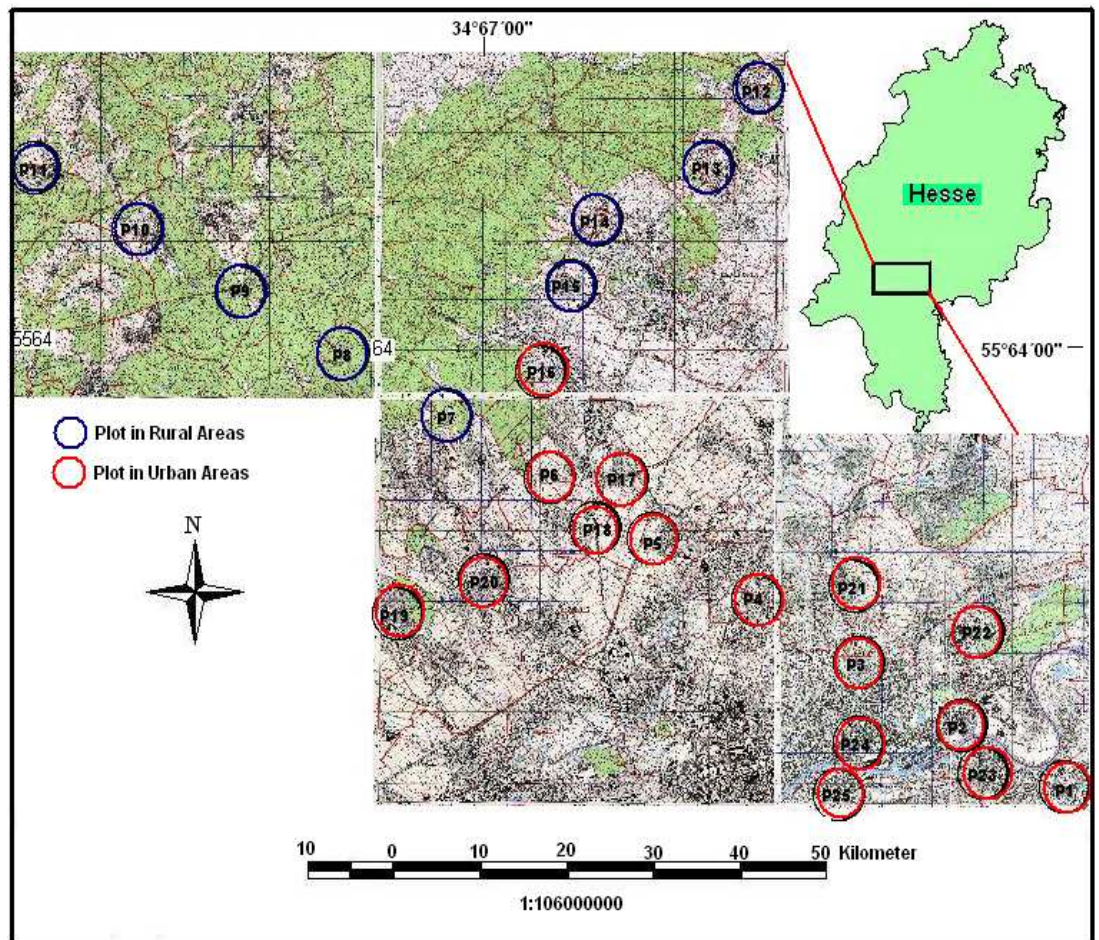 34°67´00"
P12
P11
P13
Hesse
P14
P10
P15
P9
55°64´00"
5564
P8
64
P16
P7
Plot in Rural Areas
Plot in Urban Areas
P6
P17
N
P18
P5
P20
P21
P19
P4
P22
P3
P2
P24
P23
P1
P25
10 0 10 20 30 40 50 Kilometer
1:106000000